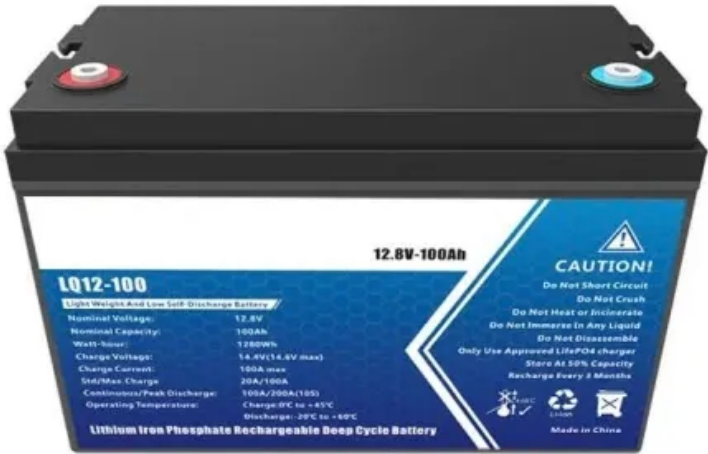 12.8V-100Ah
LQ12-100
Light Weight And Low Self-Discharge Battery
Nominal Voltage: 12.8V
Nominal Capacity: 100Ah
Watt-hour: 1280Wh
Charge Voltage: 14.4V(14.6V max)
Charge Current: 100A max
Std/Max.Charge 20A/100A
Continuous/Peak Discharge: 100A/200A(10S)
Operating Temperature: Charge:0℃ to +45℃
Discharge:-20℃ to +60℃
Lithium Iron Phosphate Rechargeable Deep Cycle Battery
CAUTION!
Do Not Short Circuit
Do Not Crush
Do Not Heat or Incinerate
Do Not Immerse In Any Liquid
Do Not Disassemble
Only Use Approved LifePO4 charger
Store At 50% Capacity
Recharge Every 3 Months
Li-ion
Made in China